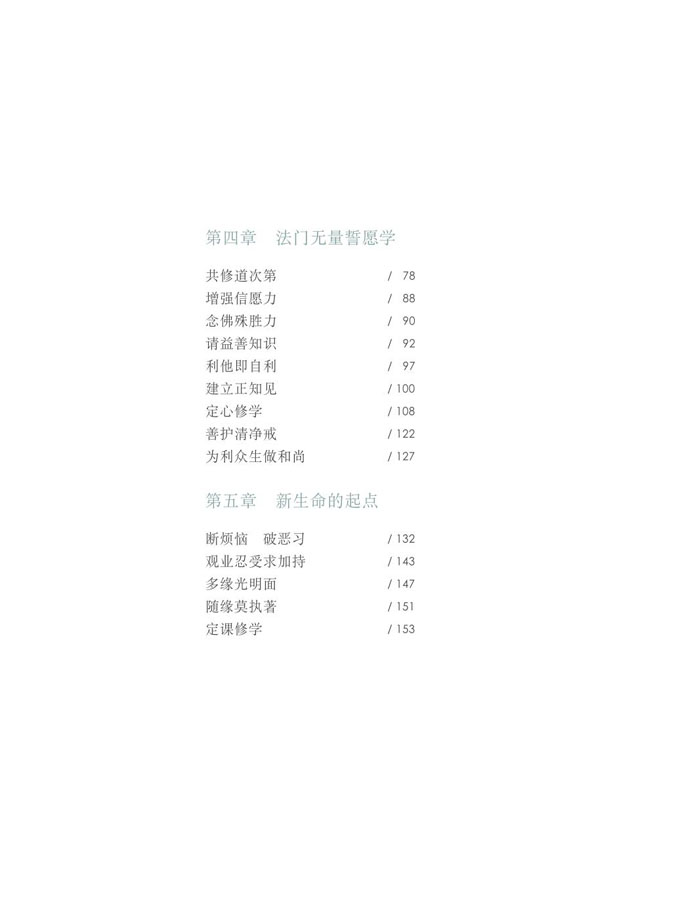 第四章　法门无量誓愿学
共修道次第 / 78
增强信愿力 / 88
念佛殊胜力 / 90
请益善知识 / 92
利他即自利 / 97
建立正知见 / 100
定心修学 / 108
善护清净戒 / 122
为利众生做和尚 / 127
第五章　新生命的起点
断烦恼　破恶习 / 132
观业忍受求加持 / 143
多缘光明面 / 147
随缘莫执著 / 151
定课修学 / 153